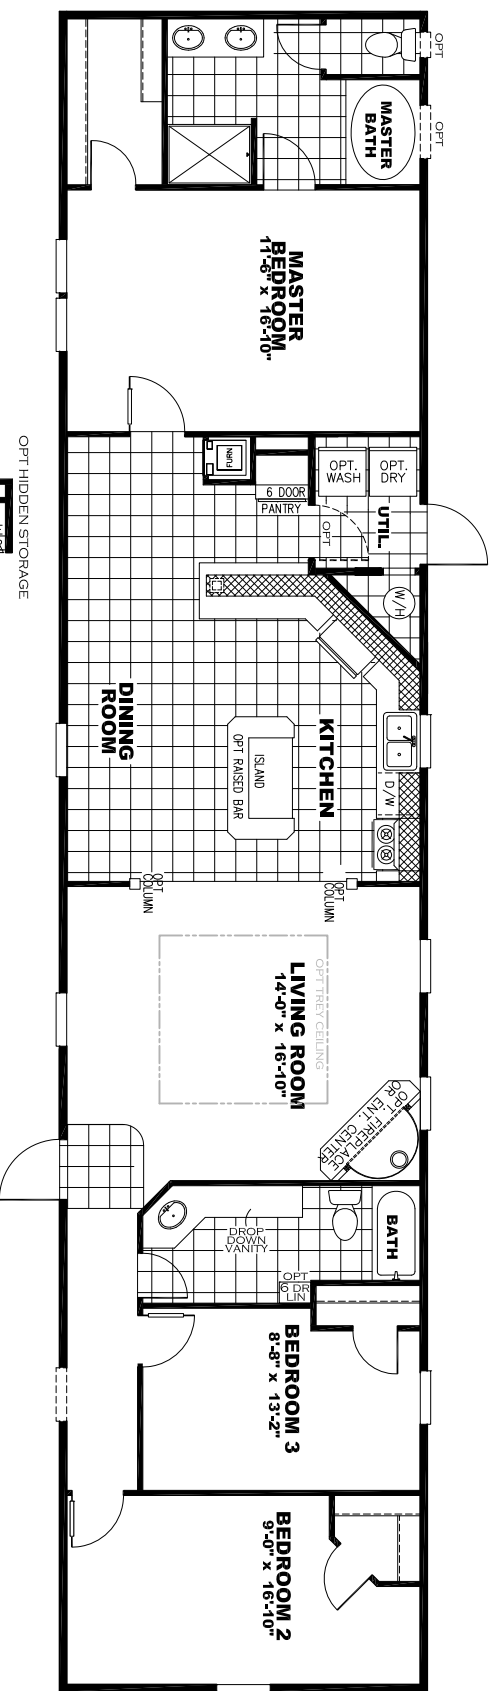 OPT
OPT
MASTER
BATH
MASTER
BEDROOM
11'-6" x 16'-10"
OPT HIDDEN STORAGE
FURN
OPT.
WASH
OPT.
DRY
6 DOOR
PANTRY
OPT
UTIL.
W/H
DINING
ROOM
KITCHEN
ISLAND
OPT RAISED BAR
D/W
OPT
COLUMN
OPT
COLUMN
OPT TREY CEILING
LIVING ROOM
14'-0" x 16'-10"
OPT. FIREPLACE
OR ENT. CENTER
BATH
DROP
DOWN
VANITY
OPT
6 DR
LIN
BEDROOM 3
8'-8" x 13'-2"
BEDROOM 2
9'-0" x 16'-10"